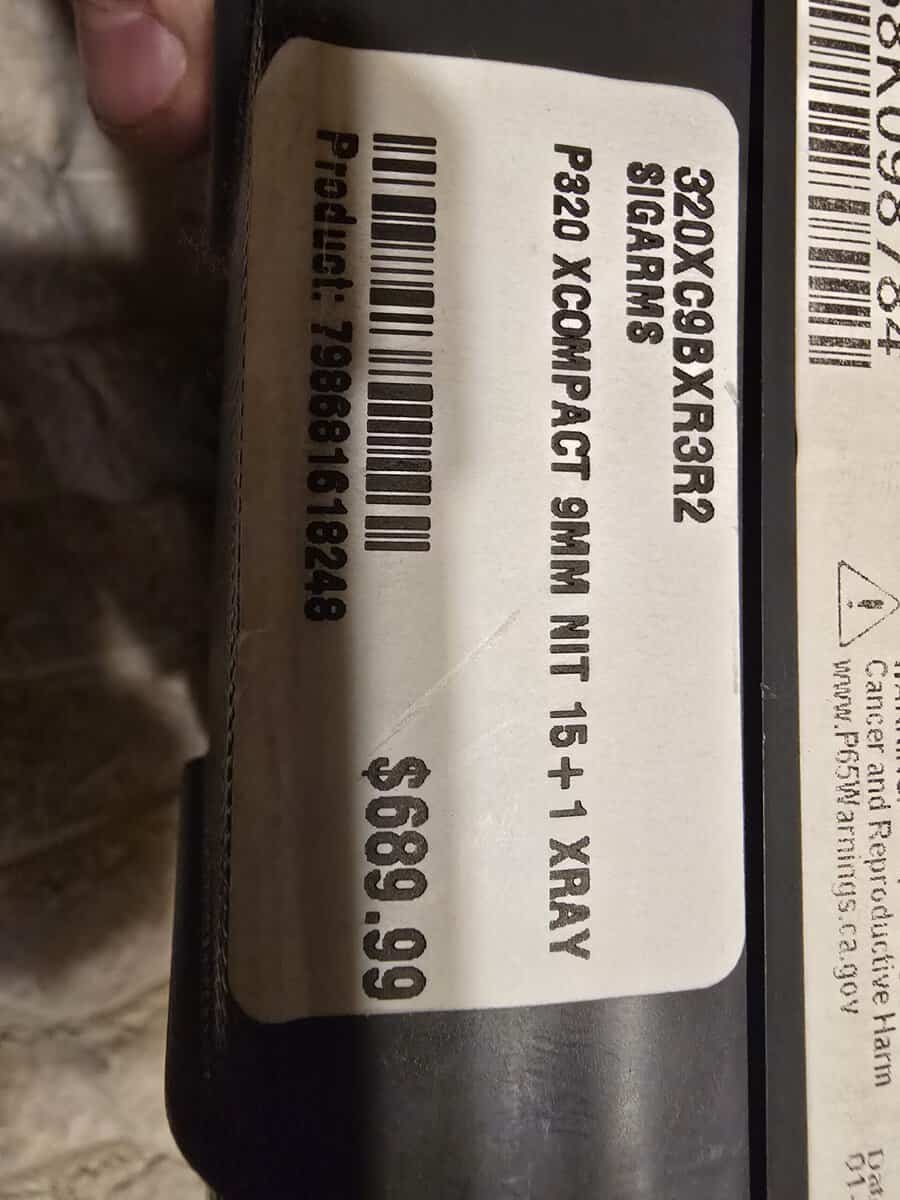 320XC9BXR3R2
SIGARMS
P320 XCOMPACT 9MM NIT 15+1 XRAY
$689.99
Product: 798681618248
Cancer and Reproductive Harm
www.P65Warnings.ca.gov
01